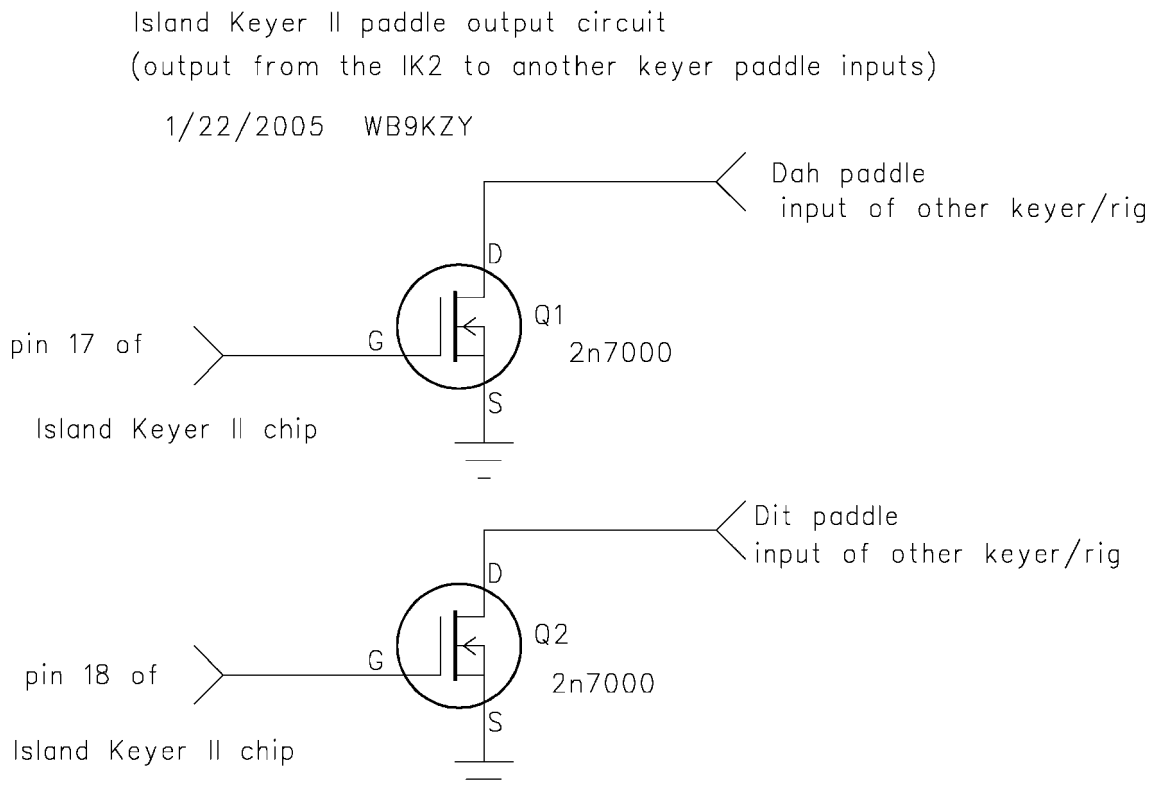 Island Keyer II paddle output circuit
(output from the IK2 to another keyer paddle inputs)
1/22/2005 WB9KZY
Dah paddle
input of other keyer/rig
D
Q1
G
2n7000
pin 17 of
S
Island Keyer II chip
Dit paddle
input of other keyer/rig
D
Q2
G
2n7000
pin 18 of
S
Island Keyer II chip